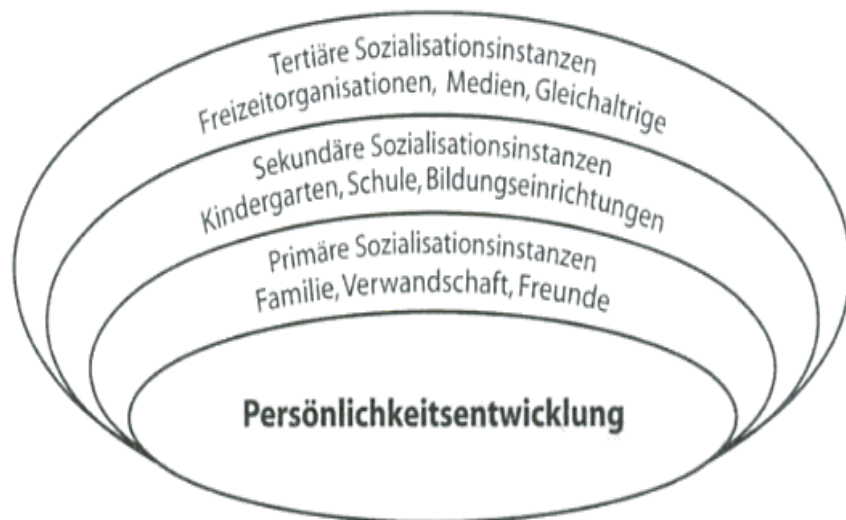 Tertiäre Sozialisationsinstanzen
Freizeitorganisationen, Medien, Gleichaltrige
Sekundäre Sozialisationsinstanzen
Kindergarten, Schule, Bildungseinrichtungen
Primäre Sozialisationsinstanzen
Familie, Verwandschaft, Freunde
Persönlichkeitsentwicklung